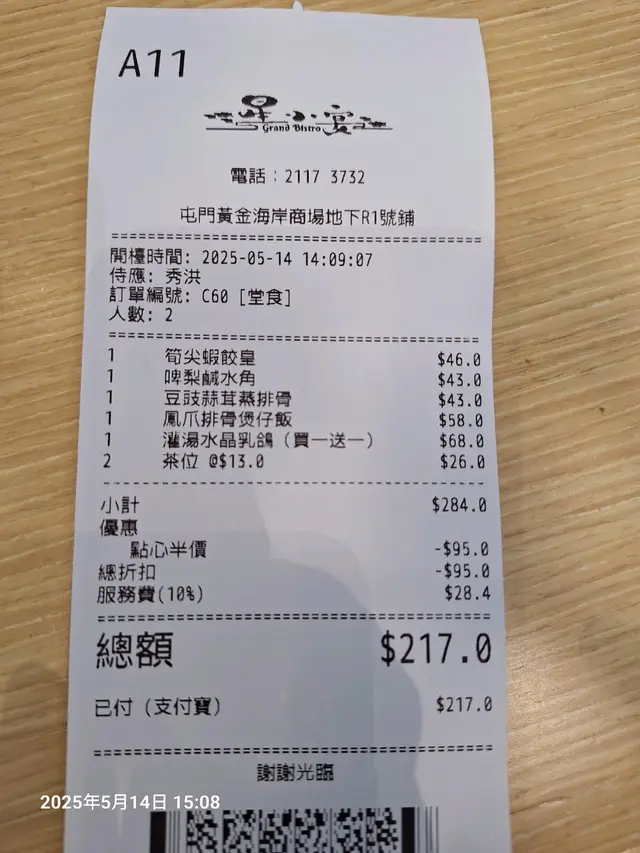 A11
星小宴
Grand Bistro
電話：2117 3732
屯門黃金海岸商場地下R1號鋪
開檯時間: 2025-05-14 14:09:07
侍應: 秀洪
訂單編號: C60 [堂食]
人數: 2
1 筍尖蝦餃皇 $46.0
1 啤梨鹹水角 $43.0
1 豆豉蒜茸蒸排骨 $43.0
1 鳳爪排骨煲仔飯 $58.0
1 灌湯水晶乳鴿（買一送一） $68.0
2 茶位 @$13.0 $26.0
小計 $284.0
優惠
點心半價 -$95.0
總折扣 -$95.0
服務費(10%) $28.4
總額 $217.0
已付（支付寶） $217.0
謝謝光臨
2025年5月14日 15:08